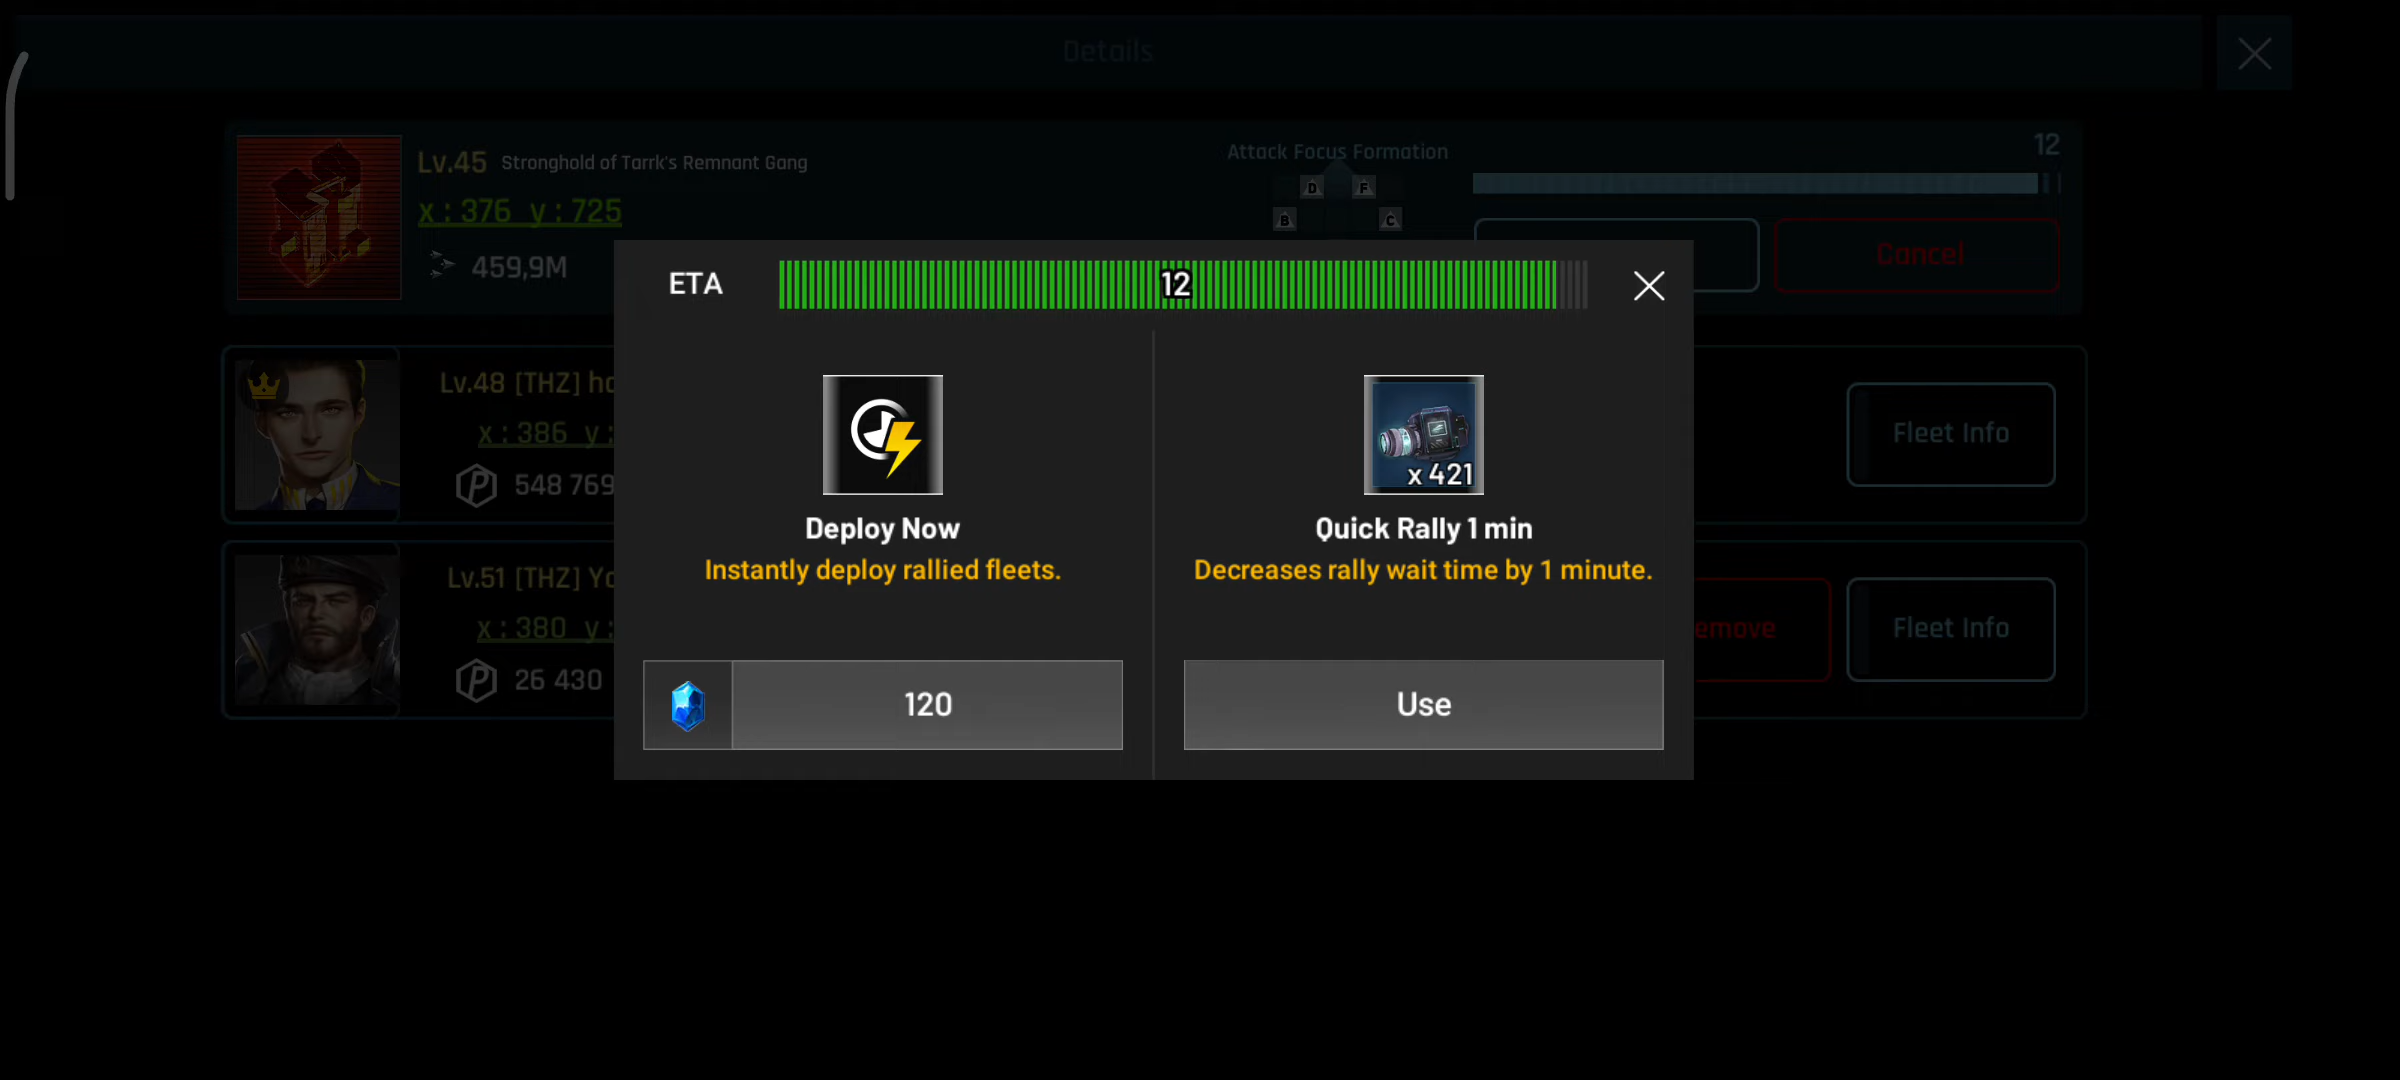 Details
Lv.45 Stronghold of Tarrk's Remnant Gang
x : 376 y : 725
459,9M
Attack Focus Formation
D F
B C
12
Cancel
ETA
12
Lv.48 [THZ]
x : 386 y :
548 769
Fleet Info
Lv.51 [THZ]
x : 380 y :
26 430
emove
Fleet Info
x 421
Deploy Now
Instantly deploy rallied fleets.
120
Quick Rally 1 min
Decreases rally wait time by 1 minute.
Use